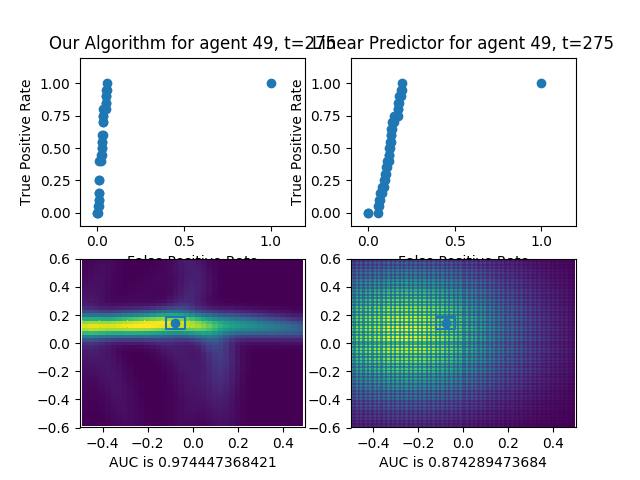 Our Algorithm for agent 49, t=275
Linear Predictor for agent 49, t=275
True Positive Rate
1.00
0.75
0.50
0.25
0.00
0.0 0.5 1.0
False Positive Rate
True Positive Rate
1.00
0.75
0.50
0.25
0.00
0.0 0.5 1.0
False Positive Rate
0.6
0.4
0.2
0.0
−0.2
−0.4
−0.6
−0.4 −0.2 0.0 0.2 0.4
AUC is 0.974447368421
0.6
0.4
0.2
0.0
−0.2
−0.4
−0.6
−0.4 −0.2 0.0 0.2 0.4
AUC is 0.874289473684